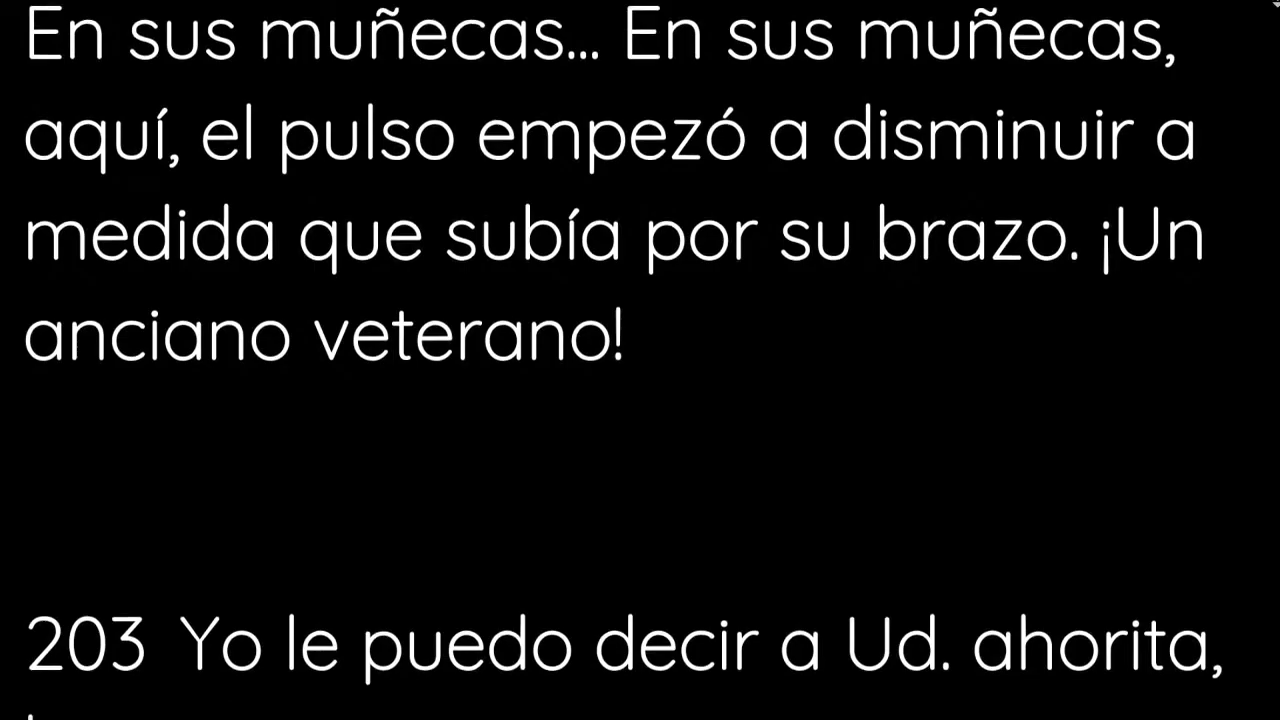 En sus muñecas... En sus muñecas,
aquí, el pulso empezó a disminuir a
medida que subía por su brazo. ¡Un
anciano veterano!
203 Yo le puedo decir a Ud. ahorita,